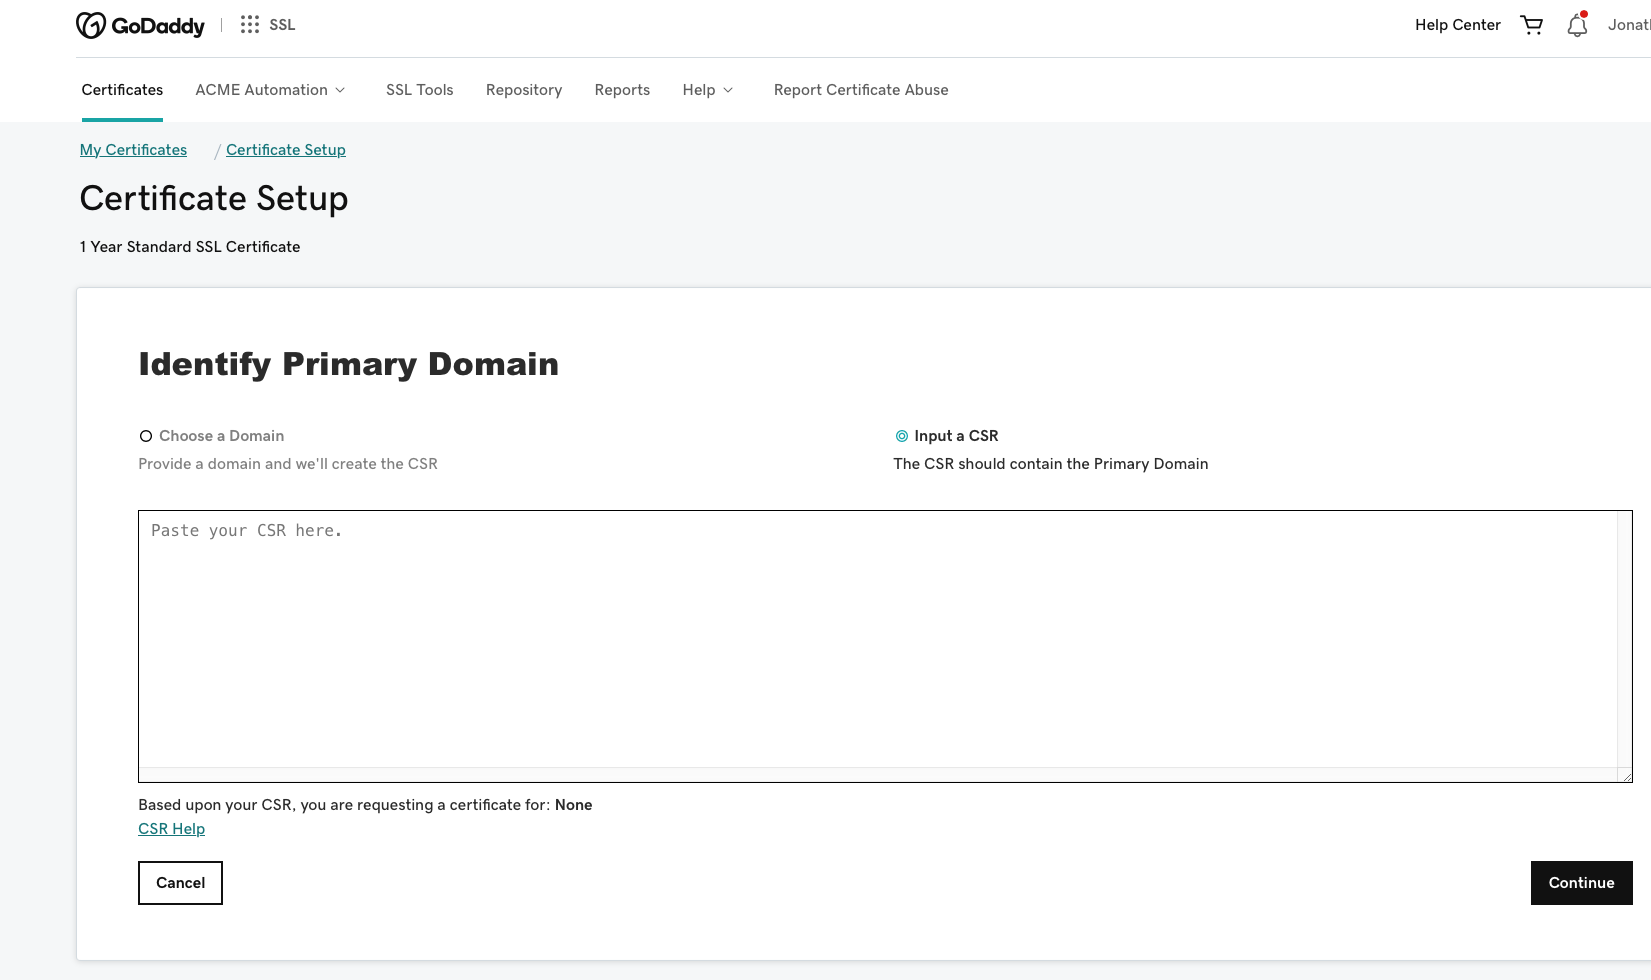 GoDaddy SSL Help Center
Certificates ACME Automation SSL Tools Repository Reports Help Report Certificate Abuse
My Certificates / Certificate Setup
Certificate Setup
1 Year Standard SSL Certificate
Identify Primary Domain
Choose a Domain Input a CSR
Provide a domain and we'll create the CSR The CSR should contain the Primary Domain
Paste your CSR here.
Based upon your CSR, you are requesting a certificate for: None
CSR Help
Cancel Continue